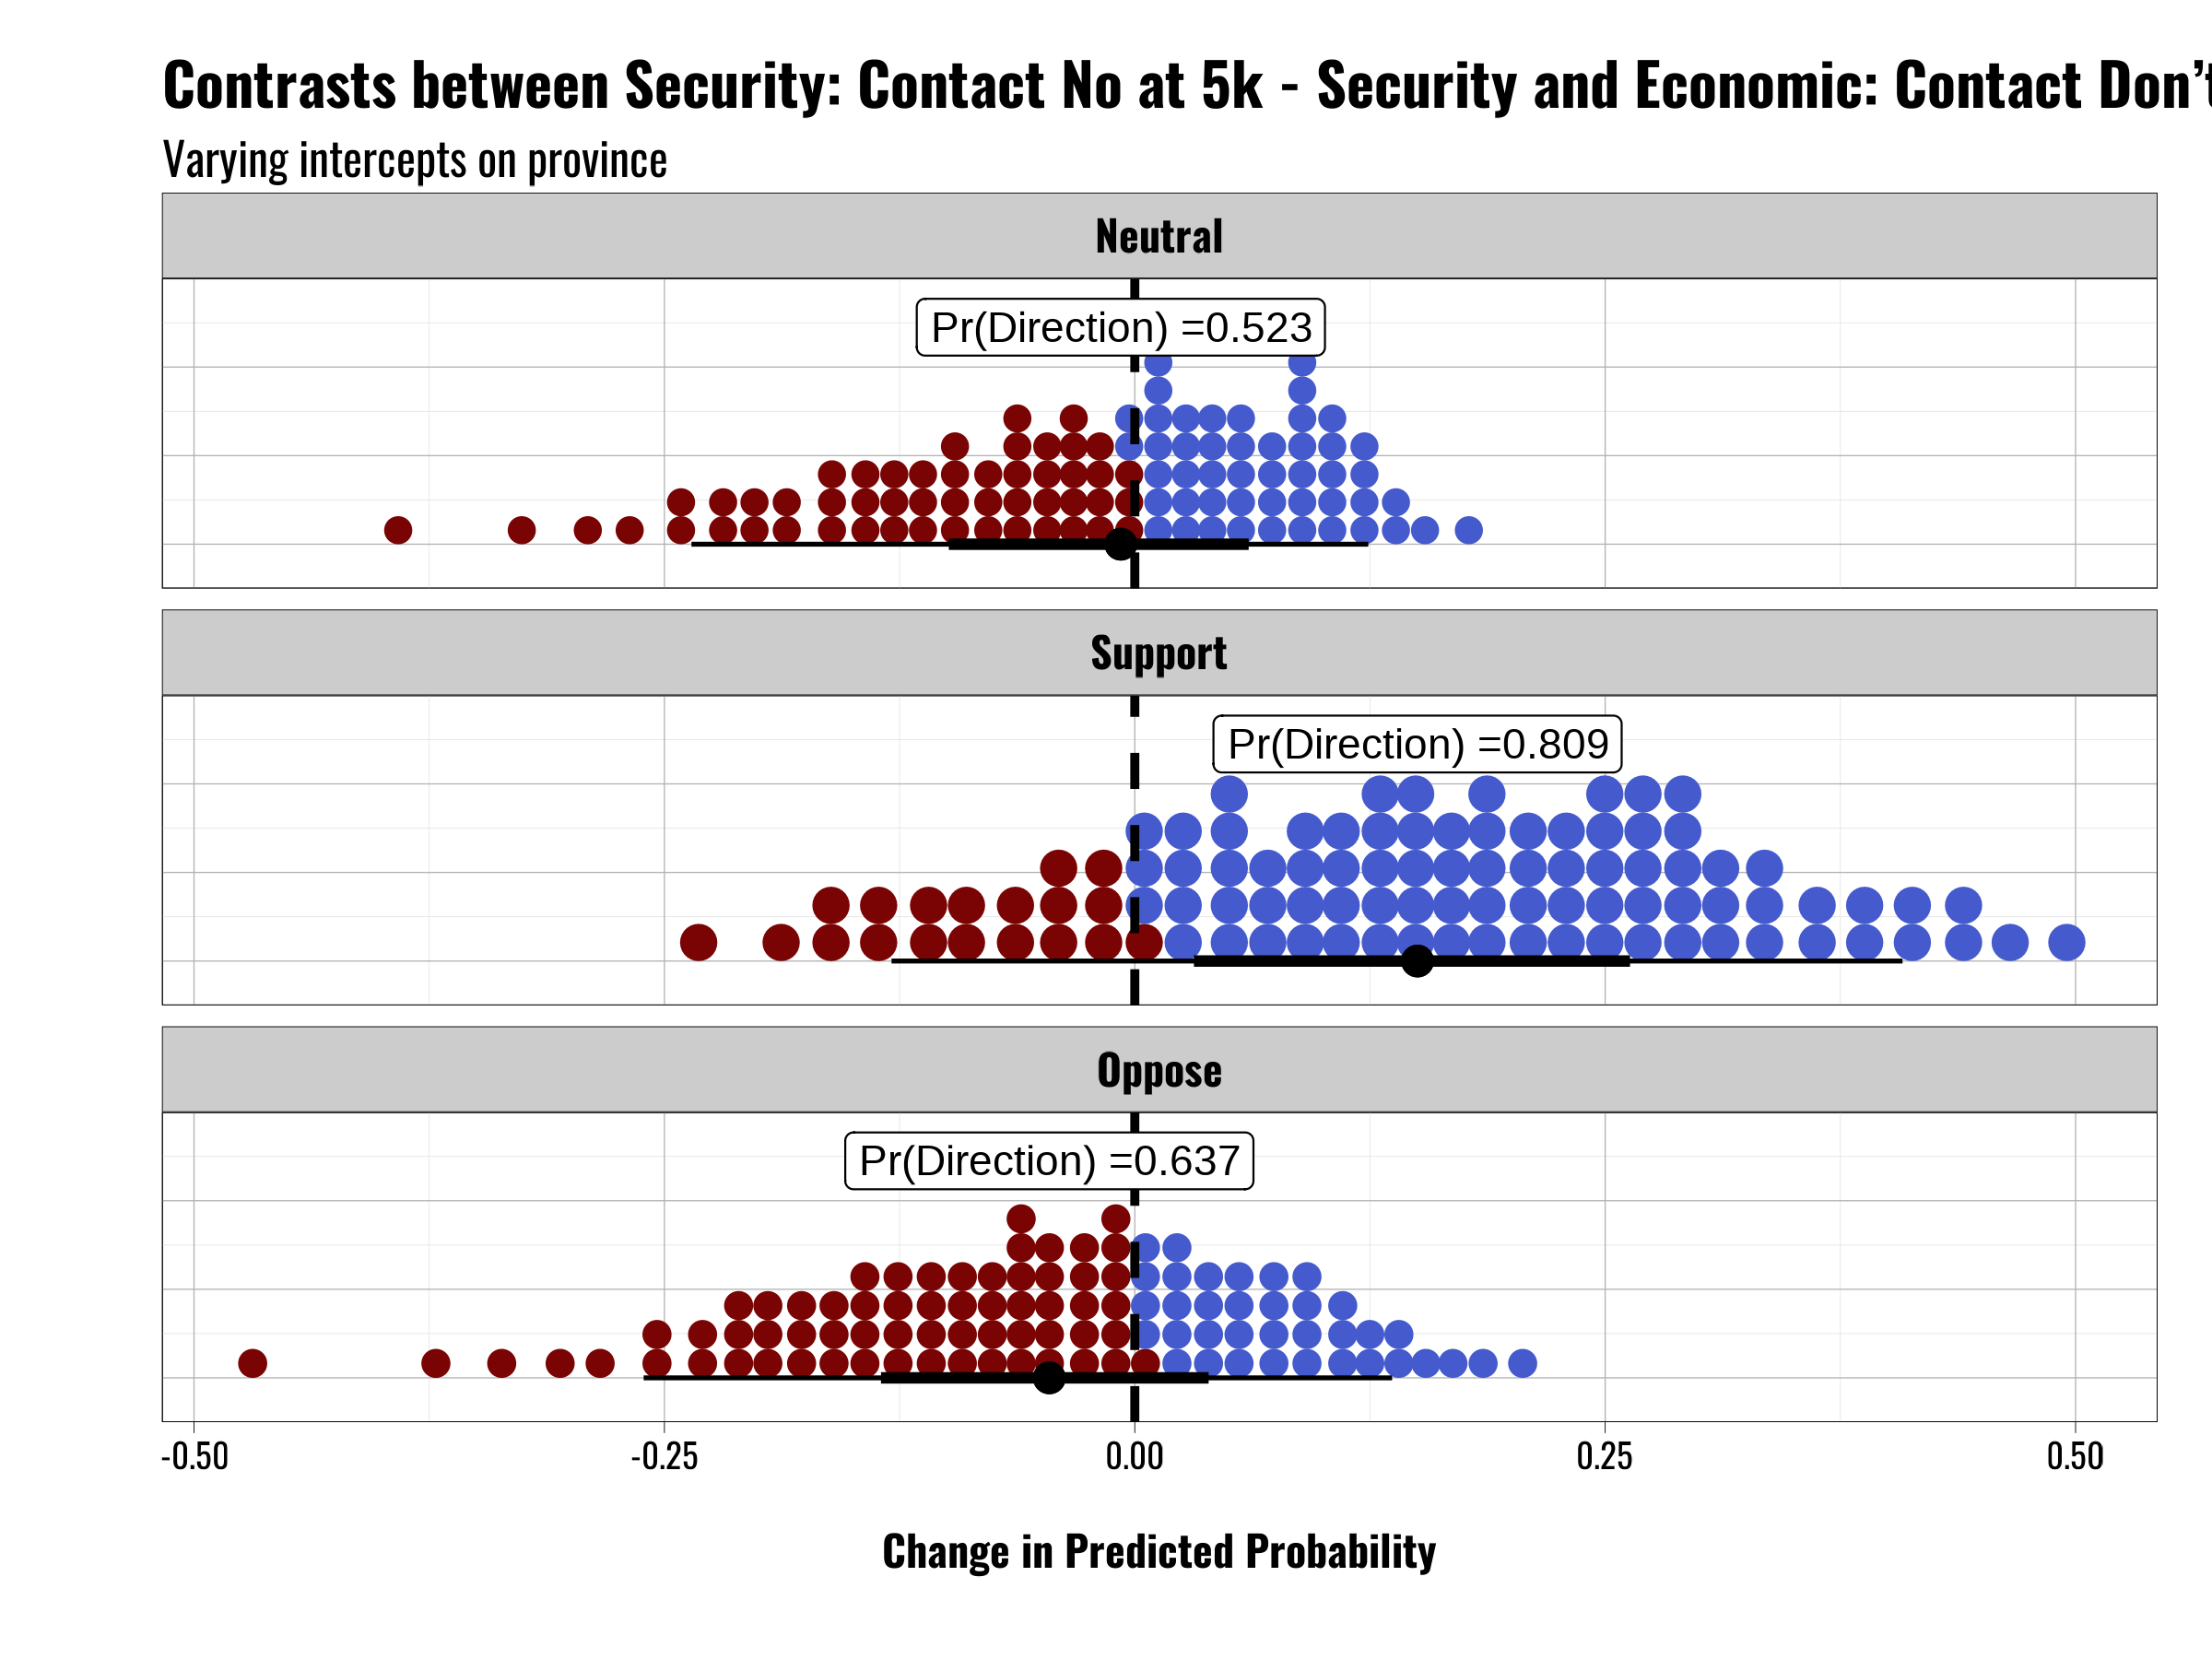 Contrasts between Security: Contact No at 5k - Security and Economic: Contact Don’t
Varying intercepts on province
Neutral
Pr(Direction) =0.523
Support
Pr(Direction) =0.809
Oppose
Pr(Direction) =0.637
-0.50 -0.25 0.00 0.25 0.50
Change in Predicted Probability